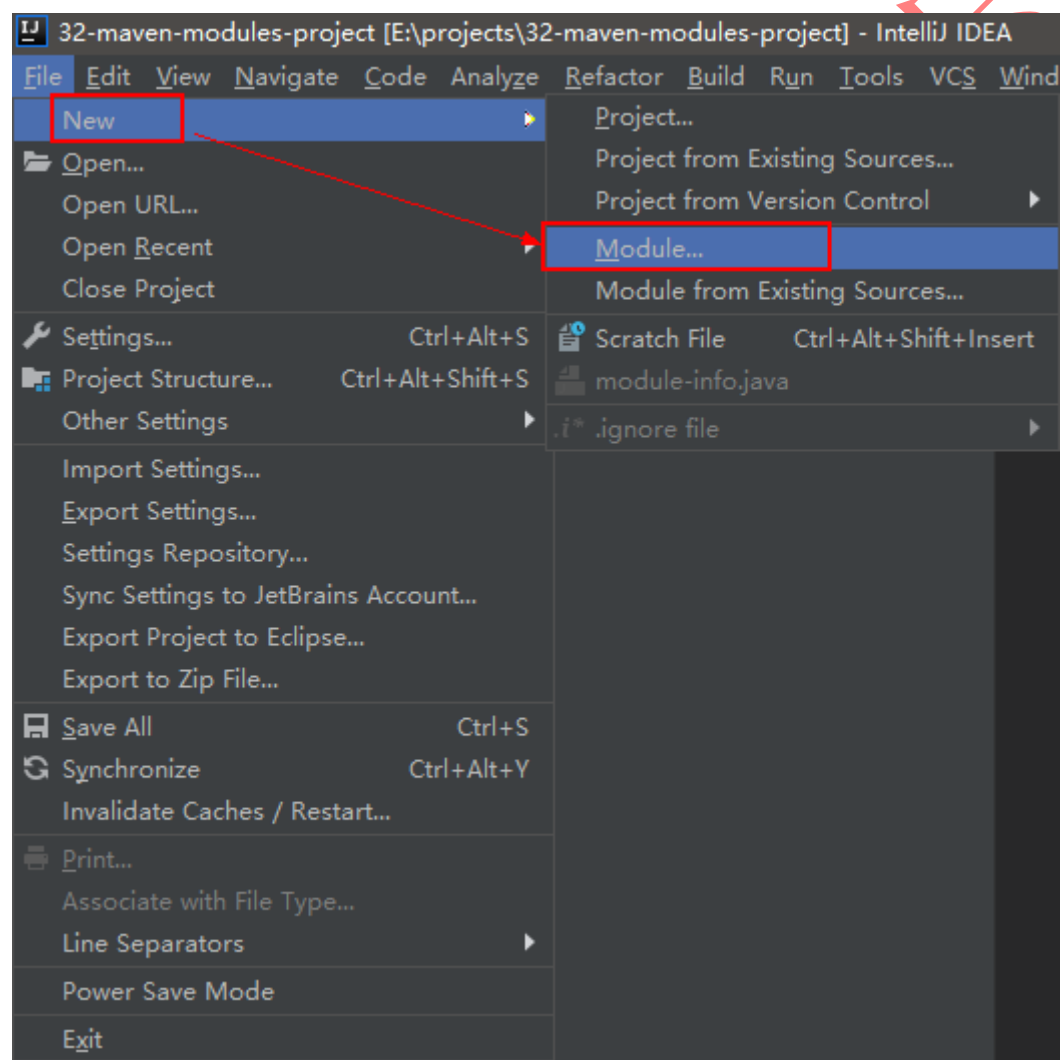 32-maven-modules-project [E:\projects\32-maven-modules-project] - IntelliJ IDEA
File Edit View Navigate Code Analyze Refactor Build Run Tools VCS Wind
New
Open...
Open URL...
Open Recent
Close Project
Settings... Ctrl+Alt+S
Project Structure... Ctrl+Alt+Shift+S
Other Settings
Import Settings...
Export Settings...
Settings Repository...
Sync Settings to JetBrains Account...
Export Project to Eclipse...
Export to Zip File...
Save All Ctrl+S
Synchronize Ctrl+Alt+Y
Invalidate Caches / Restart...
Print...
Associate with File Type...
Line Separators
Power Save Mode
Exit
Project...
Project from Existing Sources...
Project from Version Control
Module...
Module from Existing Sources...
Scratch File Ctrl+Alt+Shift+Insert
module-info.java
.i* .ignore file